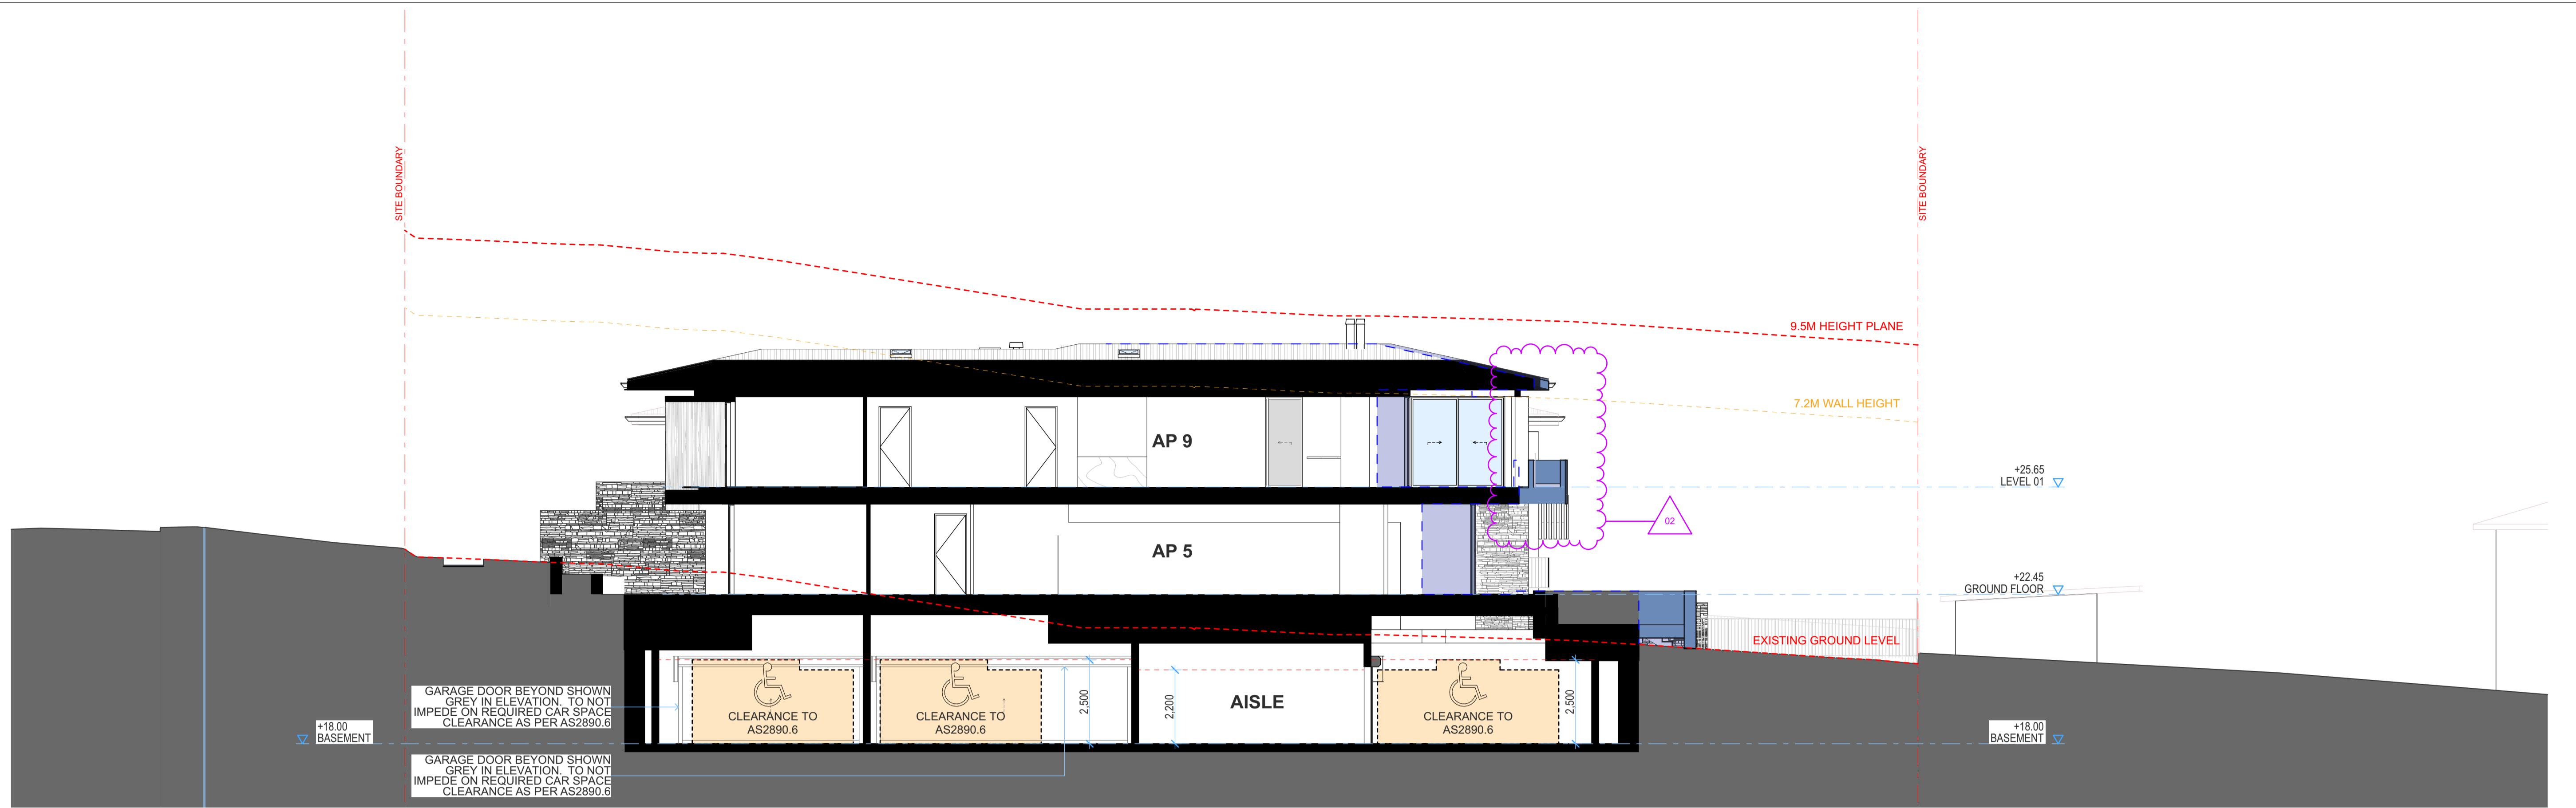 SITE BOUNDARY
SITE BOUNDARY
9.5M HEIGHT PLANE
7.2M WALL HEIGHT
AP 9
+25.65
LEVEL 01
02
AP 5
+22.45
GROUND FLOOR
EXISTING GROUND LEVEL
GARAGE DOOR BEYOND SHOWN
GREY IN ELEVATION. TO NOT
IMPEDE ON REQUIRED CAR SPACE
CLEARANCE AS PER AS2890.6
CLEARANCE TO
AS2890.6
CLEARANCE TO
AS2890.6
2,500
2,200
AISLE
CLEARANCE TO
AS2890.6
2,500
+18.00
BASEMENT
+18.00
BASEMENT
GARAGE DOOR BEYOND SHOWN
GREY IN ELEVATION. TO NOT
IMPEDE ON REQUIRED CAR SPACE
CLEARANCE AS PER AS2890.6